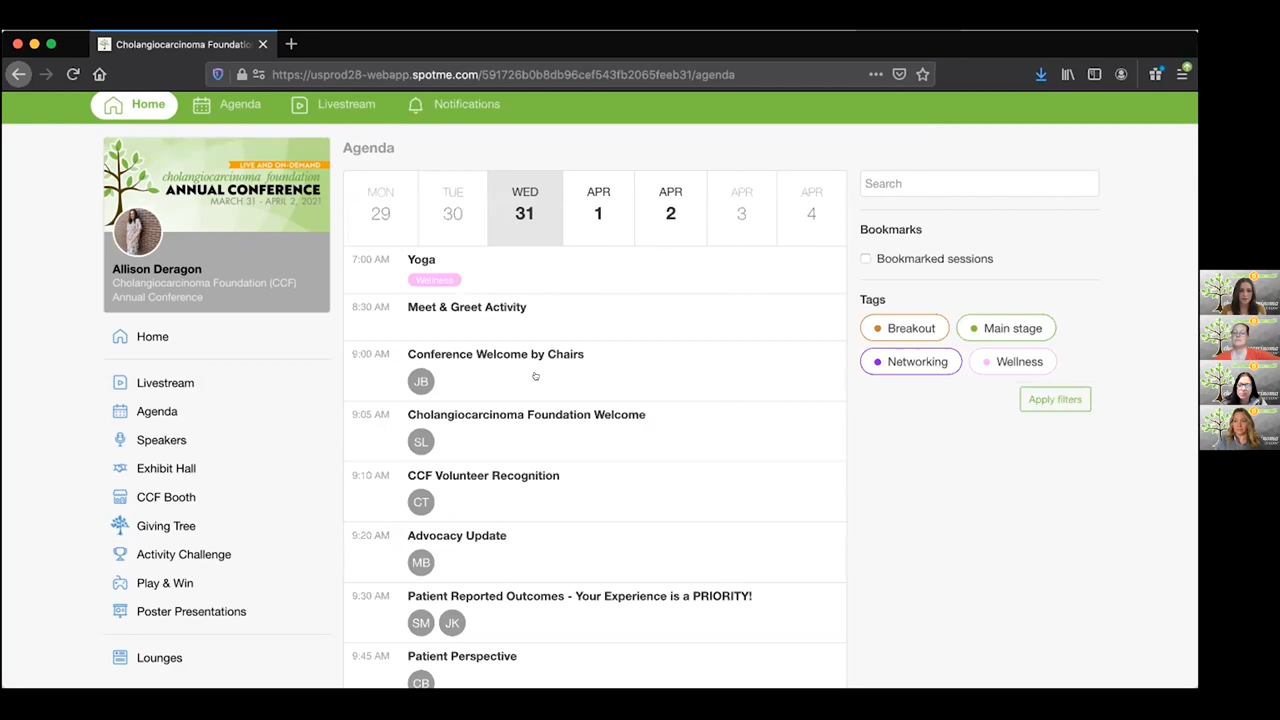 Cholangiocarcinoma Foundatio
https://usprod28-webapp.spotme.com/591726b0b8db96cef543fb2065feeb31/agenda
Home
Agenda
Livestream
Notifications
LIVE AND ON-DEMAND
cholangiocarcinoma foundation
ANNUAL CONFERENCE
MARCH 31 - APRIL 2, 2021
Allison Deragon
Cholangiocarcinoma Foundation (CCF)
Annual Conference
Home
Livestream
Agenda
Speakers
Exhibit Hall
CCF Booth
Giving Tree
Activity Challenge
Play & Win
Poster Presentations
Lounges
Agenda
MON TUE WED APR APR APR APR
29 30 31 1 2 3 4
7:00 AM Yoga
Wellness
8:30 AM Meet & Greet Activity
9:00 AM Conference Welcome by Chairs
JB
9:05 AM Cholangiocarcinoma Foundation Welcome
SL
9:10 AM CCF Volunteer Recognition
CT
9:20 AM Advocacy Update
MB
9:30 AM Patient Reported Outcomes - Your Experience is a PRIORITY!
SM JK
9:45 AM Patient Perspective
CB
Search
Bookmarks
Bookmarked sessions
Tags
Breakout
Main stage
Networking
Wellness
Apply filters